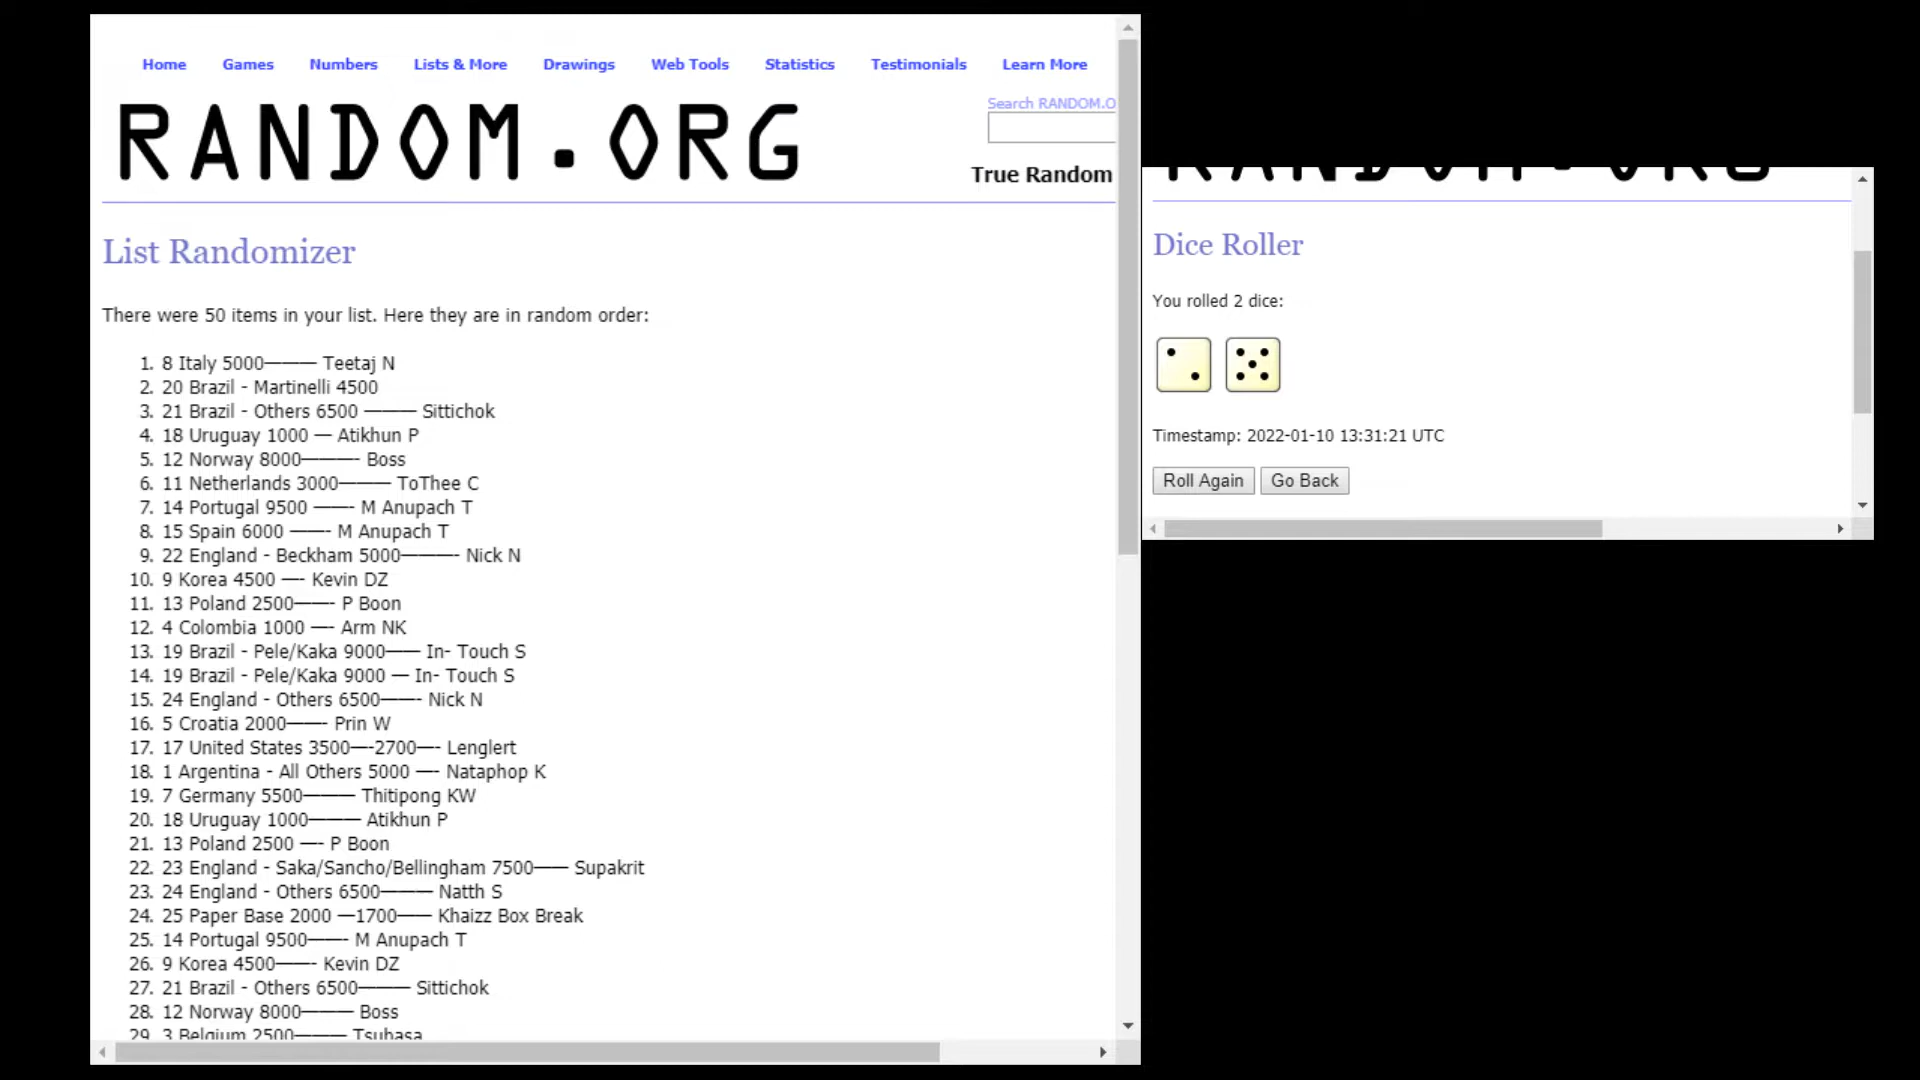 Home Games Numbers Lists & More Drawings Web Tools Statistics Testimonials Learn More
RANDOM.ORG
Search RANDOM.O
True Random
List Randomizer
There were 50 items in your list. Here they are in random order:
1. 8 Italy 5000——— Teetaj N
2. 20 Brazil - Martinelli 4500
3. 21 Brazil - Others 6500 ——— Sittichok
4. 18 Uruguay 1000 — Atikhun P
5. 12 Norway 8000———- Boss
6. 11 Netherlands 3000——— ToThee C
7. 14 Portugal 9500 ——- M Anupach T
8. 15 Spain 6000 ——- M Anupach T
9. 22 England - Beckham 5000———- Nick N
10. 9 Korea 4500 —- Kevin DZ
11. 13 Poland 2500——- P Boon
12. 4 Colombia 1000 —- Arm NK
13. 19 Brazil - Pele/Kaka 9000—— In- Touch S
14. 19 Brazil - Pele/Kaka 9000 — In- Touch S
15. 24 England - Others 6500——- Nick N
16. 5 Croatia 2000——- Prin W
17. 17 United States 3500—-2700—- Lenglert
18. 1 Argentina - All Others 5000 —- Nataphop K
19. 7 Germany 5500——— Thitipong KW
20. 18 Uruguay 1000——— Atikhun P
21. 13 Poland 2500 —- P Boon
22. 23 England - Saka/Sancho/Bellingham 7500—— Supakrit
23. 24 England - Others 6500——— Natth S
24. 25 Paper Base 2000 —1700—— Khaizz Box Break
25. 14 Portugal 9500——- M Anupach T
26. 9 Korea 4500——- Kevin DZ
27. 21 Brazil - Others 6500——— Sittichok
28. 12 Norway 8000——— Boss
29. 3 Belgium 2500——— Tsubasa
RANDOM.ORG
Dice Roller
You rolled 2 dice:
Timestamp: 2022-01-10 13:31:21 UTC
Roll Again Go Back